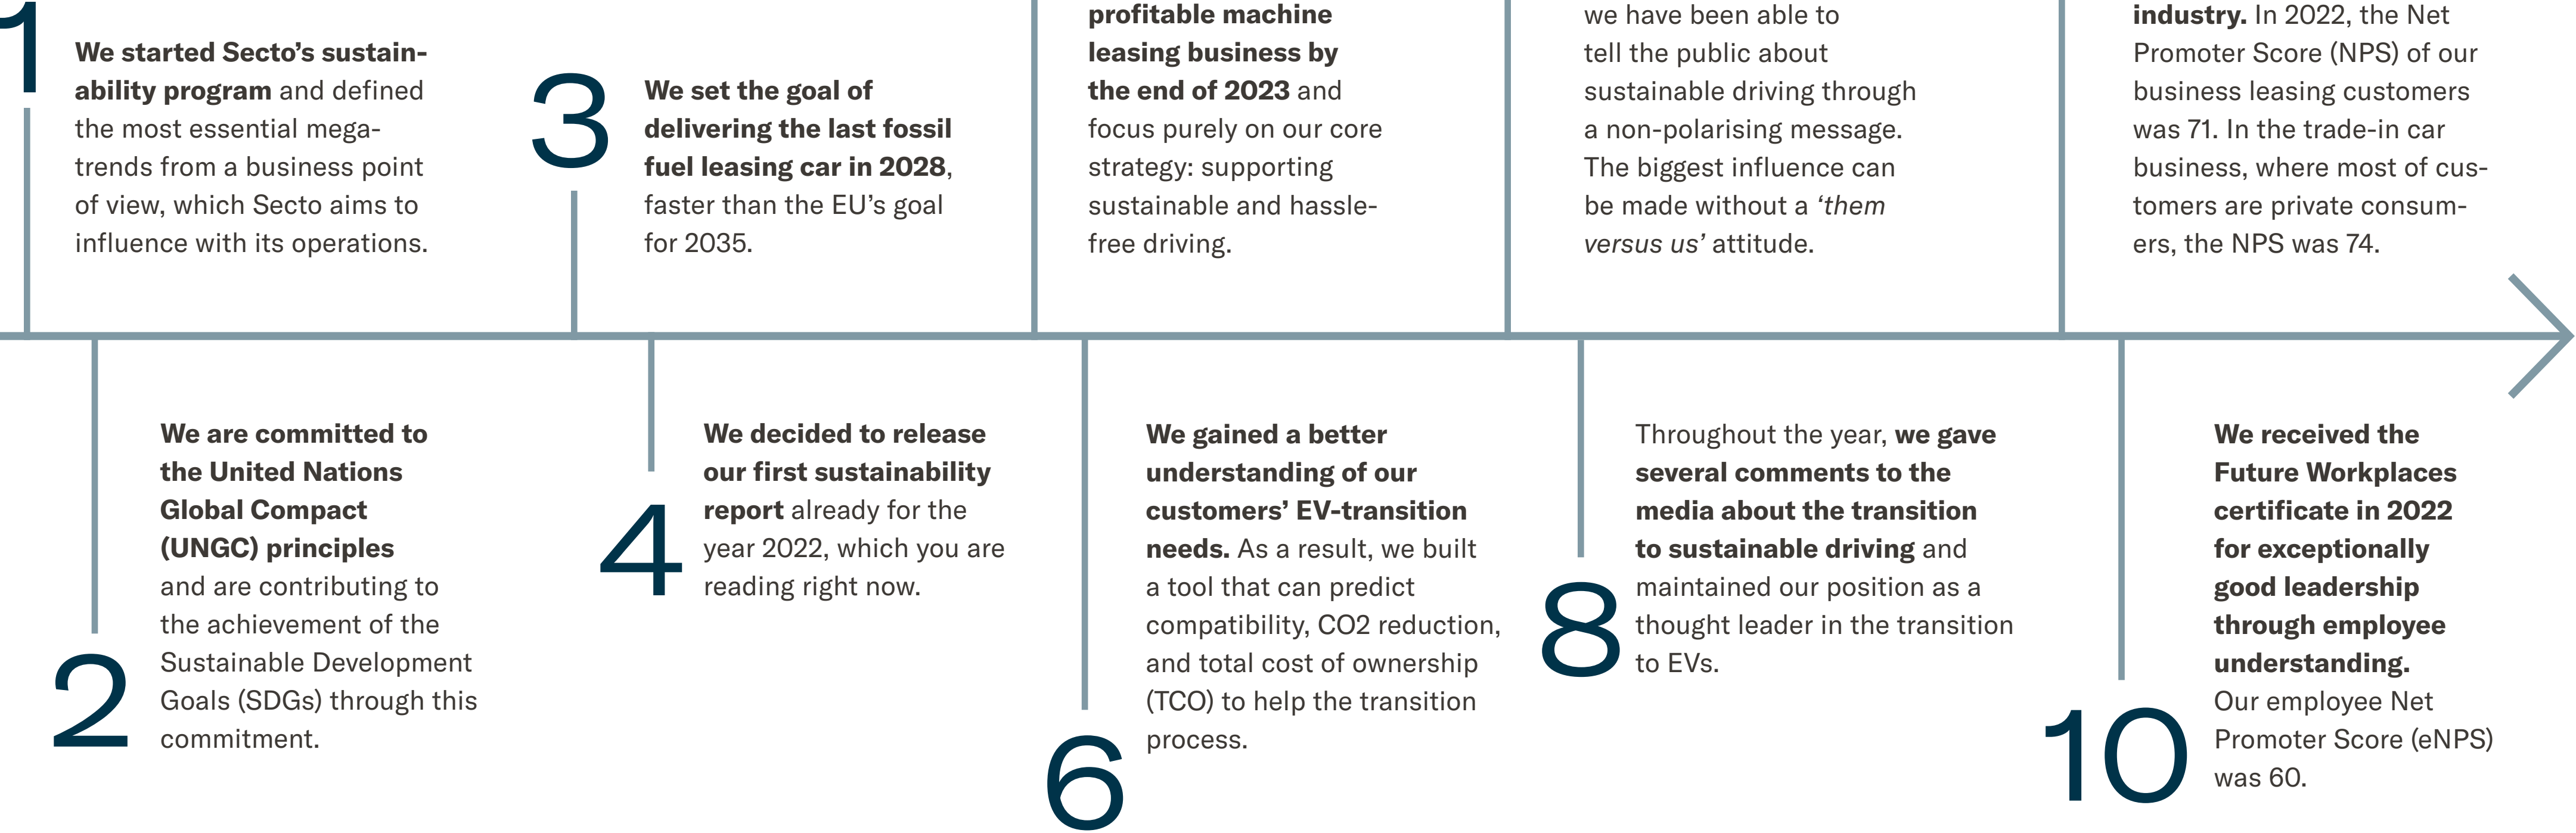 1
We started Secto’s sustain-
ability program and defined
the most essential mega-
trends from a business point
of view, which Secto aims to
influence with its operations.
2
We are committed to
the United Nations
Global Compact
(UNGC) principles
and are contributing to
the achievement of the
Sustainable Development
Goals (SDGs) through this
commitment.
3
We set the goal of
delivering the last fossil
fuel leasing car in 2028,
faster than the EU’s goal
for 2035.
4
We decided to release
our first sustainability
report already for the
year 2022, which you are
reading right now.
profitable machine
leasing business by
the end of 2023 and
focus purely on our core
strategy: supporting
sustainable and hassle-
free driving.
6
We gained a better
understanding of our
customers’ EV-transition
needs. As a result, we built
a tool that can predict
compatibility, CO2 reduction,
and total cost of ownership
(TCO) to help the transition
process.
we have been able to
tell the public about
sustainable driving through
a non-polarising message.
The biggest influence can
be made without a ‘them
versus us’ attitude.
8
Throughout the year, we gave
several comments to the
media about the transition
to sustainable driving and
maintained our position as a
thought leader in the transition
to EVs.
industry. In 2022, the Net
Promoter Score (NPS) of our
business leasing customers
was 71. In the trade-in car
business, where most of cus-
tomers are private consum-
ers, the NPS was 74.
10
We received the
Future Workplaces
certificate in 2022
for exceptionally
good leadership
through employee
understanding.
Our employee Net
Promoter Score (eNPS)
was 60.